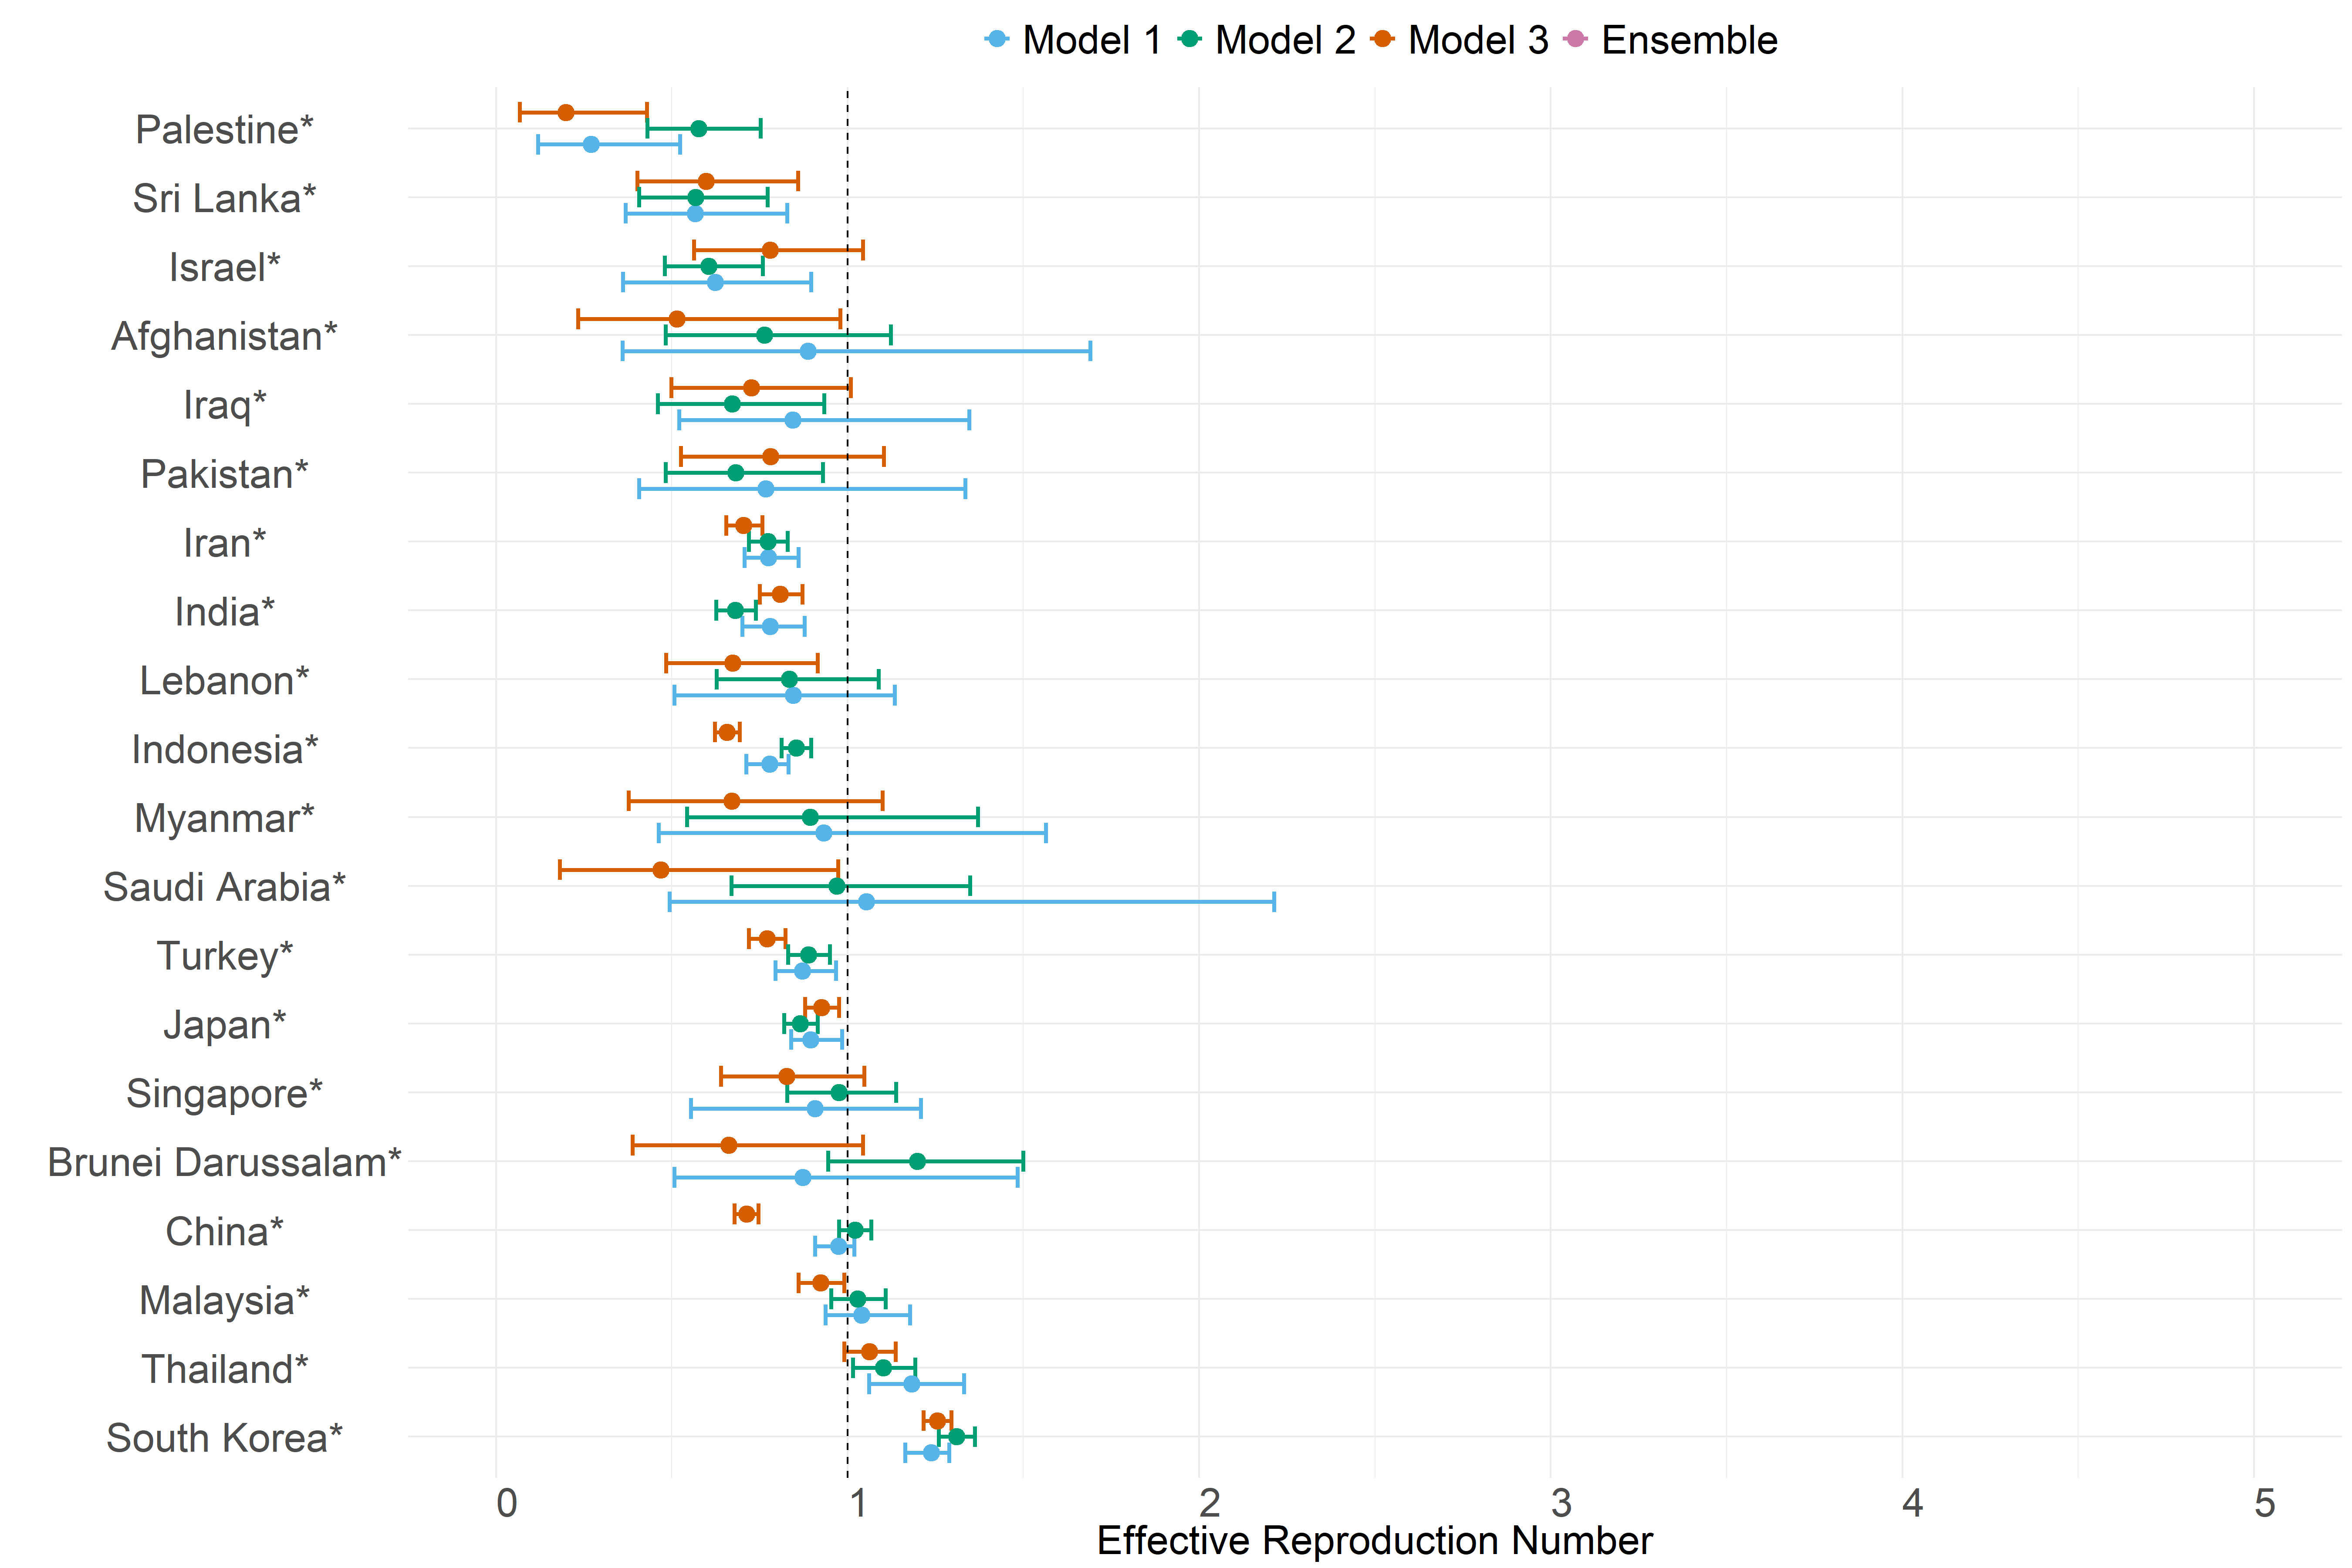 Model 1 Model 2 Model 3 Ensemble
Palestine*
Sri Lanka*
Israel*
Afghanistan*
Iraq*
Pakistan*
Iran*
India*
Lebanon*
Indonesia*
Myanmar*
Saudi Arabia*
Turkey*
Japan*
Singapore*
Brunei Darussalam*
China*
Malaysia*
Thailand*
South Korea*
0 1 2 3 4 5
Effective Reproduction Number